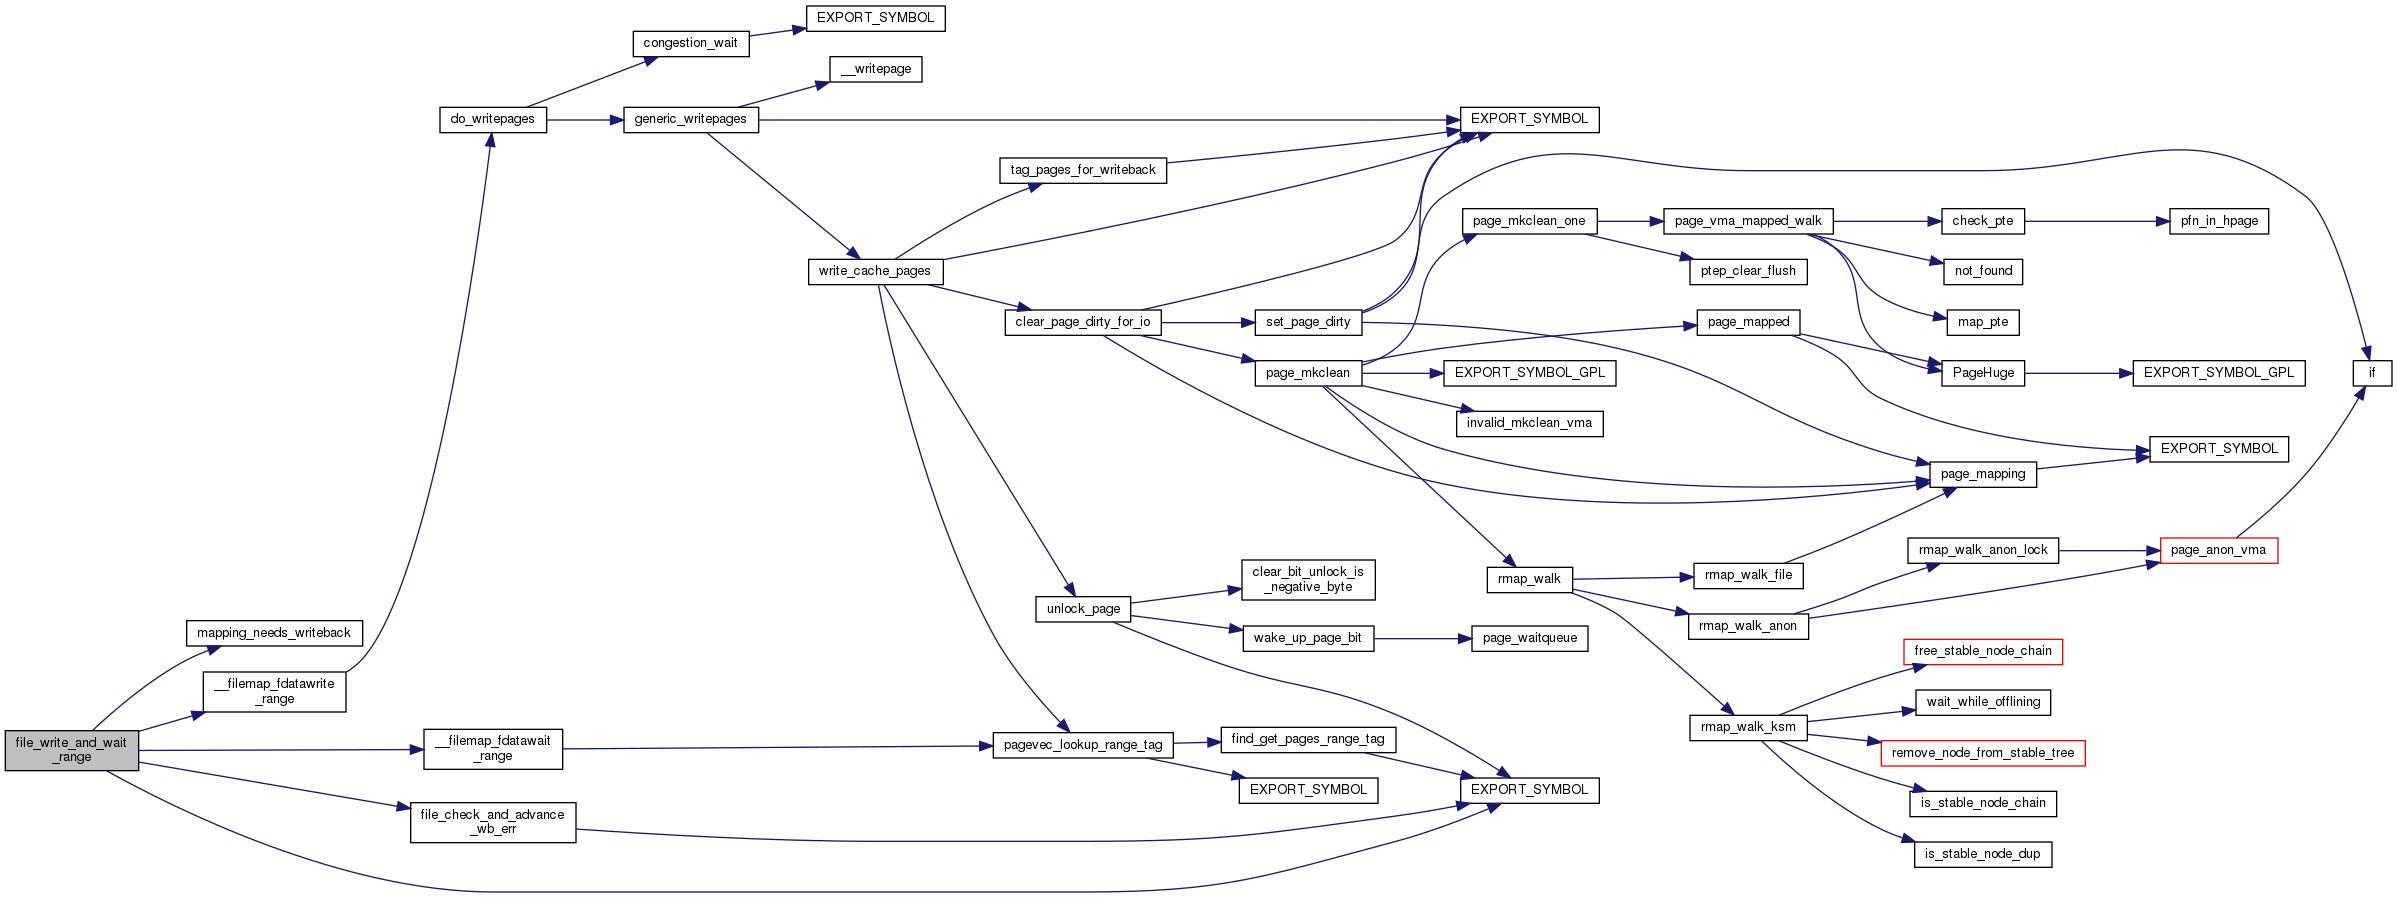 EXPORT_SYMBOL
congestion_wait
__writepage
do_writepages
generic_writepages
EXPORT_SYMBOL
tag_pages_for_writeback
page_mkclean_one
page_vma_mapped_walk
check_pte
pfn_in_hpage
write_cache_pages
ptep_clear_flush
not_found
clear_page_dirty_for_io
set_page_dirty
page_mapped
map_pte
page_mkclean
EXPORT_SYMBOL_GPL
PageHuge
EXPORT_SYMBOL_GPL
if
invalid_mkclean_vma
EXPORT_SYMBOL
page_mapping
rmap_walk_anon_lock
page_anon_vma
clear_bit_unlock_is
_negative_byte
rmap_walk
rmap_walk_file
unlock_page
mapping_needs_writeback
wake_up_page_bit
page_waitqueue
rmap_walk_anon
free_stable_node_chain
__filemap_fdatawrite
_range
wait_while_offlining
file_write_and_wait
_range
__filemap_fdatawait
_range
pagevec_lookup_range_tag
find_get_pages_range_tag
rmap_walk_ksm
remove_node_from_stable_tree
EXPORT_SYMBOL
EXPORT_SYMBOL
is_stable_node_chain
file_check_and_advance
_wb_err
is_stable_node_dup